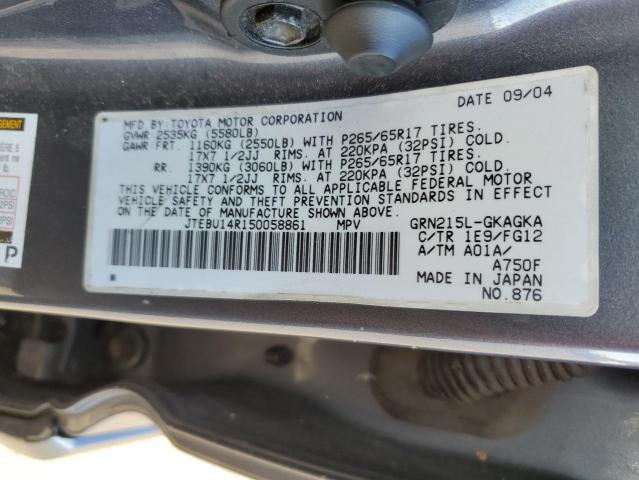 DATE 09/04
MFD BY TOYOTA MOTOR CORPORATION
GVWR 2535KG (5580LB)
GAWR FRT. 1160KG (2550LB) WITH P265/65R17 TIRES.
17X7 1/2JJ RIMS. AT 220KPA (32PSI) COLD.
RR. 1390KG (3060LB) WITH P265/65R17 TIRES.
17X7 1/2JJ RIMS. AT 220KPA (32PSI) COLD.
THIS VEHICLE CONFORMS TO ALL APPLICABLE FEDERAL MOTOR
VEHICLE SAFETY AND THEFT PREVENTION STANDARDS IN EFFECT
ON THE DATE OF MANUFACTURE SHOWN ABOVE.
JTEBU14R150058861 MPV GRN215L-GKAGKA
C/TR 1E9/FG12
A/TM A01A/
A750F
MADE IN JAPAN
NO.876
P